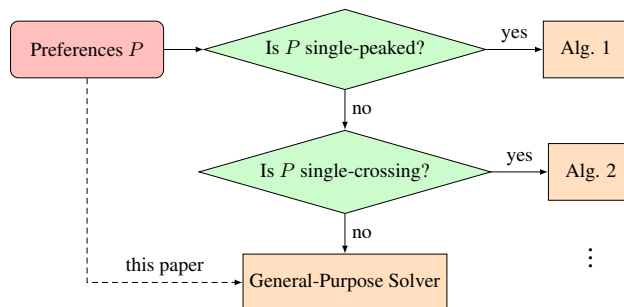 Preferences P
Is P single-peaked?
yes
Alg. 1
no
Is P single-crossing?
yes
Alg. 2
no
this paper
General-Purpose Solver
⋮